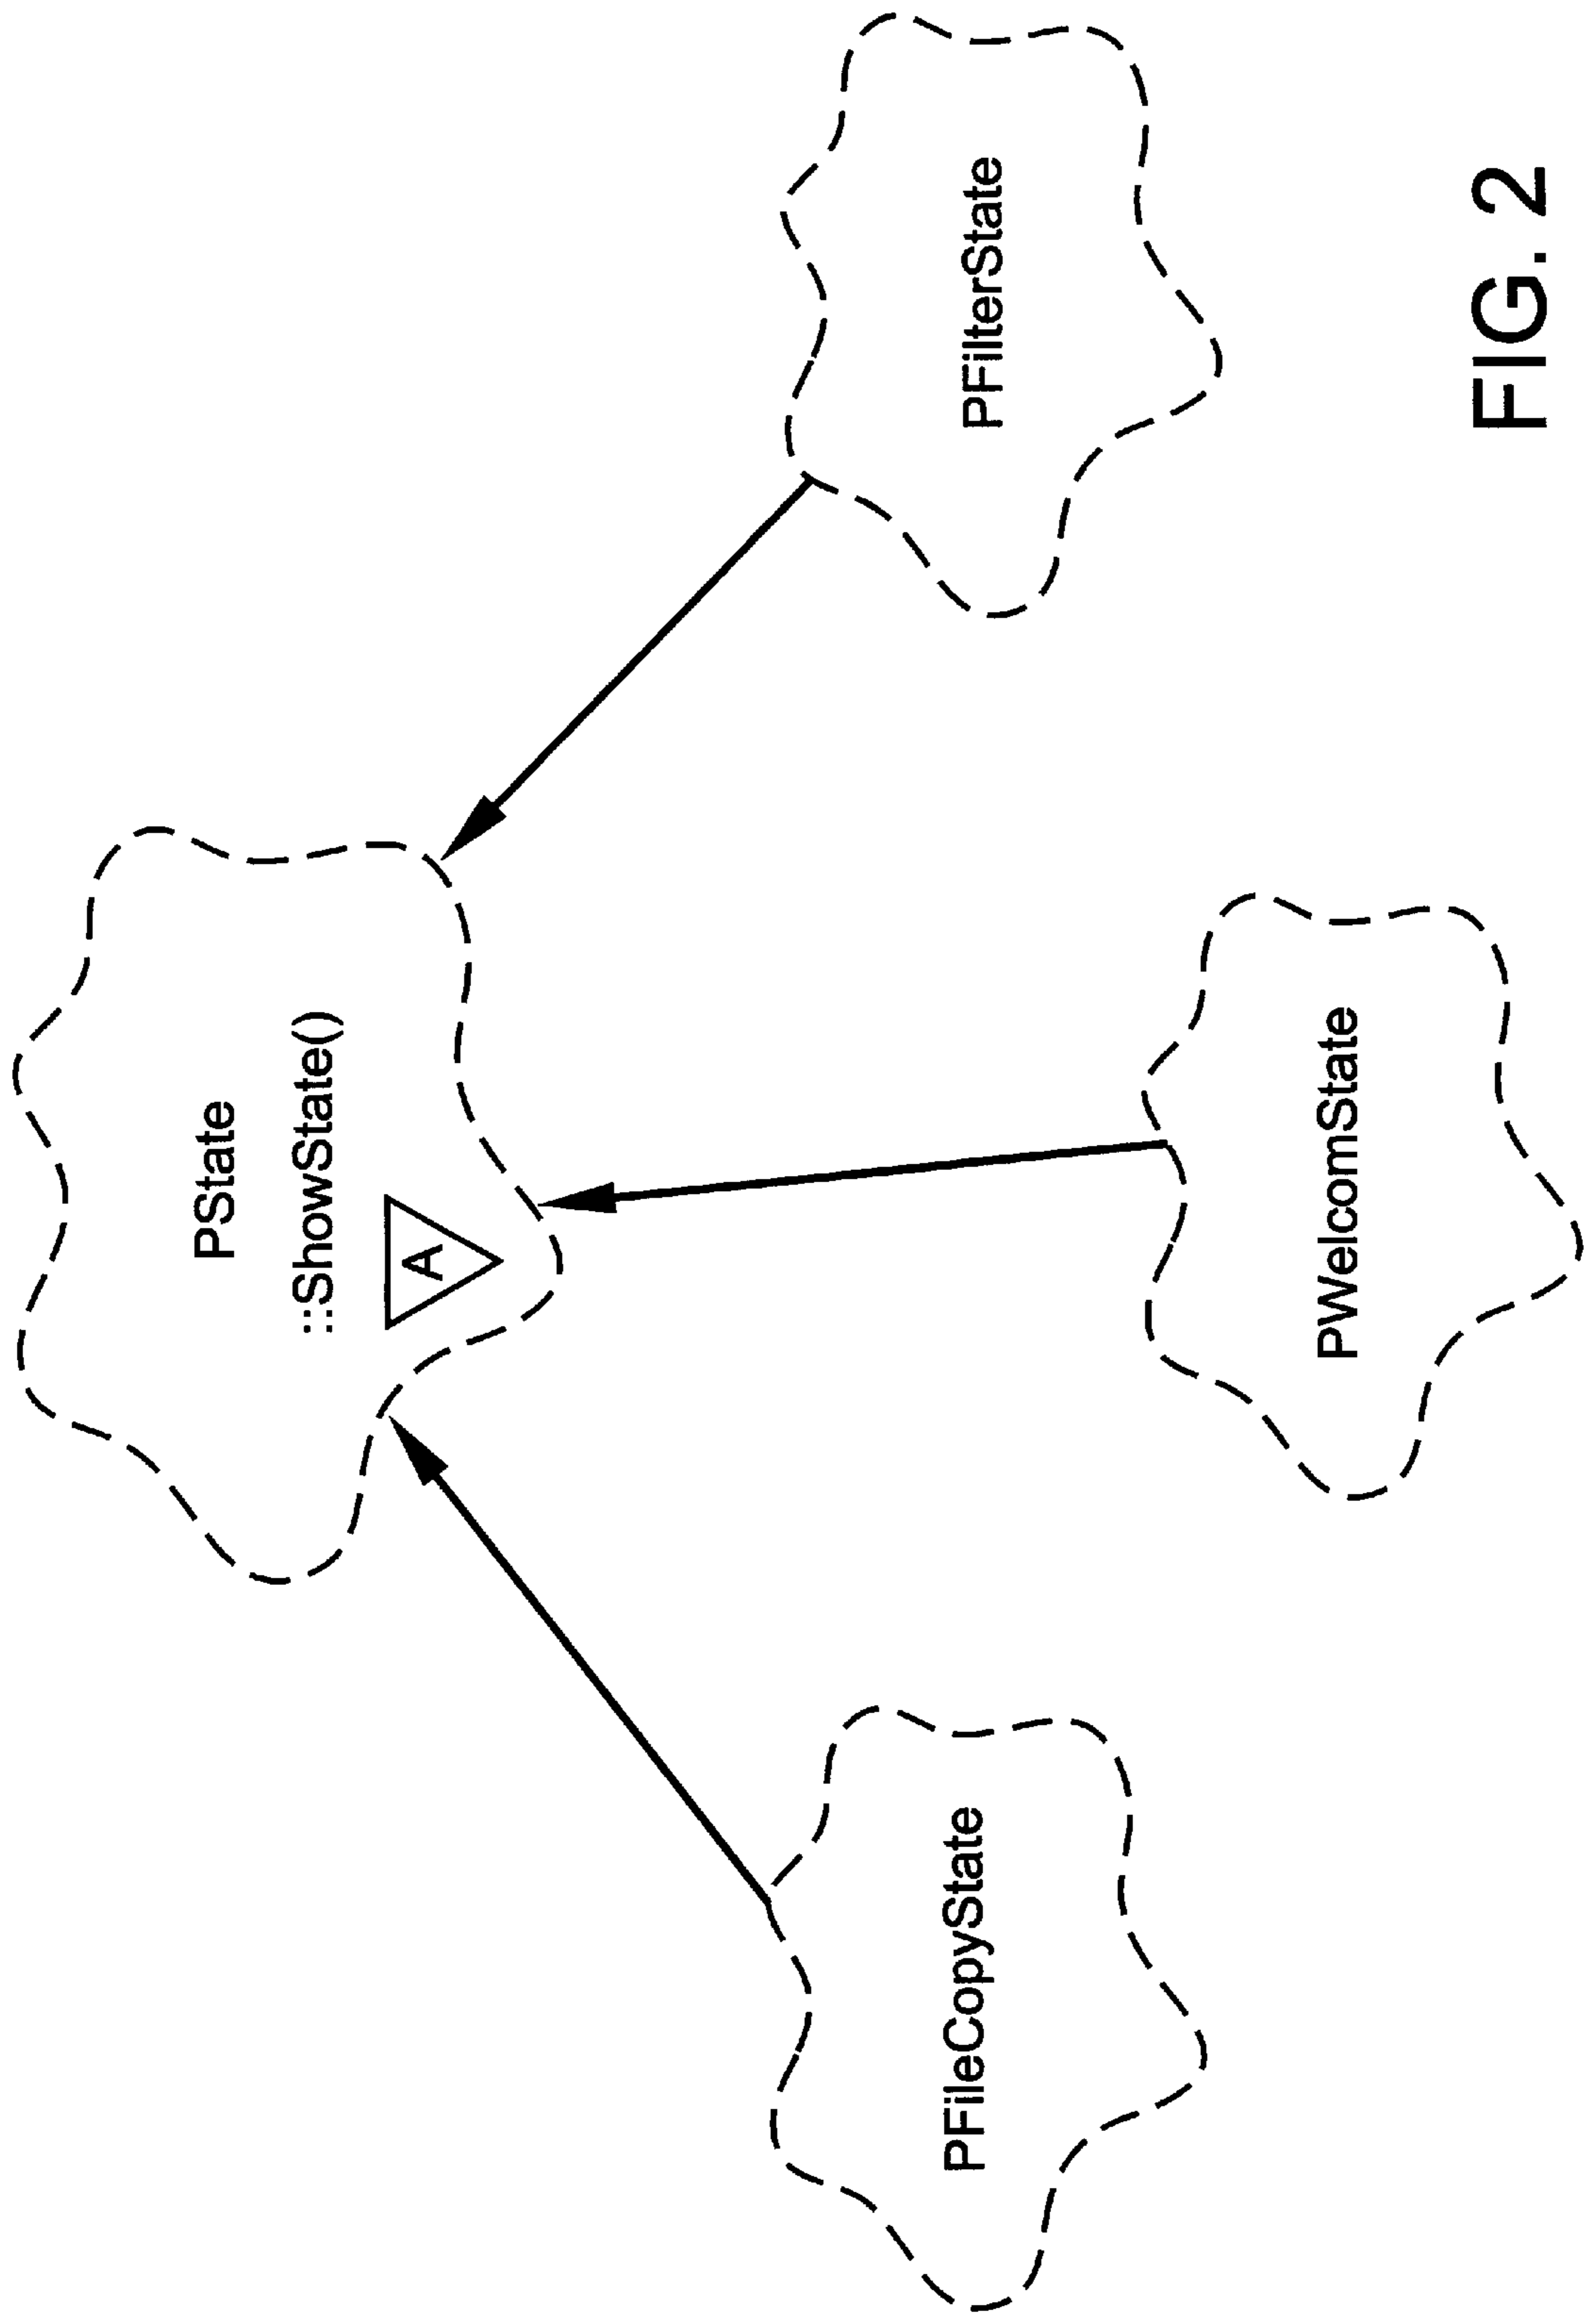 PState
::ShowState()
A
PFileCopyState
PWelcomState
PFilterState
FIG. 2